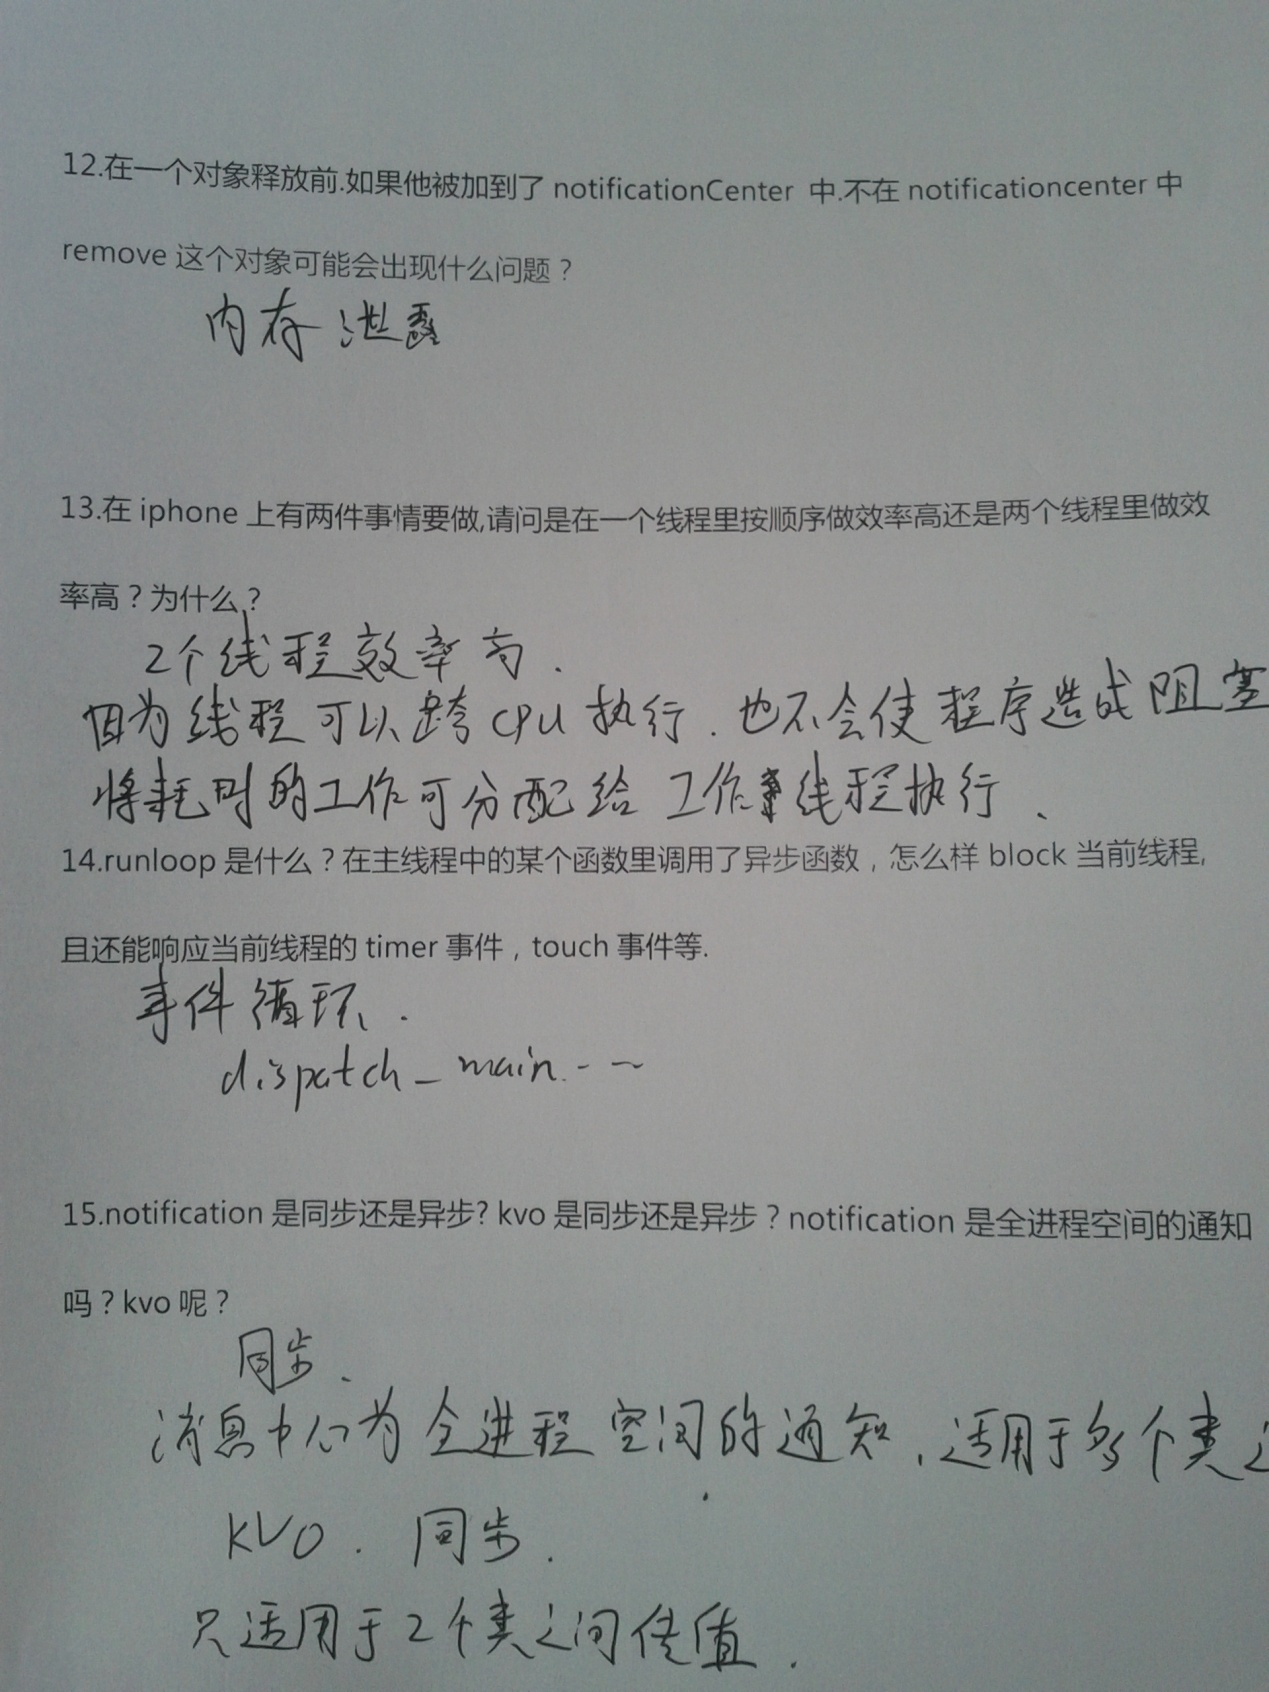 12.在一个对象释放前.如果他被加到了 notificationCenter 中.不在 notificationcenter 中
remove 这个对象可能会出现什么问题？
内存泄露
13.在 iphone 上有两件事情要做,请问是在一个线程里按顺序做效率高还是两个线程里做效
率高？为什么？
2个线程效率高.
因为线程可以跨CPU执行.也不会使程序造成阻塞
将耗时的工作可分配给工作线程执行、
14.runloop 是什么？在主线程中的某个函数里调用了异步函数，怎么样 block 当前线程,
且还能响应当前线程的 timer 事件，touch 事件等.
事件循环.
dispatch_main.--
15.notification 是同步还是异步? kvo 是同步还是异步？notification 是全进程空间的通知
吗？kvo 呢？
同步、
消息中心为全进程空间的通知,适用于多个类之
KVO. 同步.
只适用于2个类之间传值.